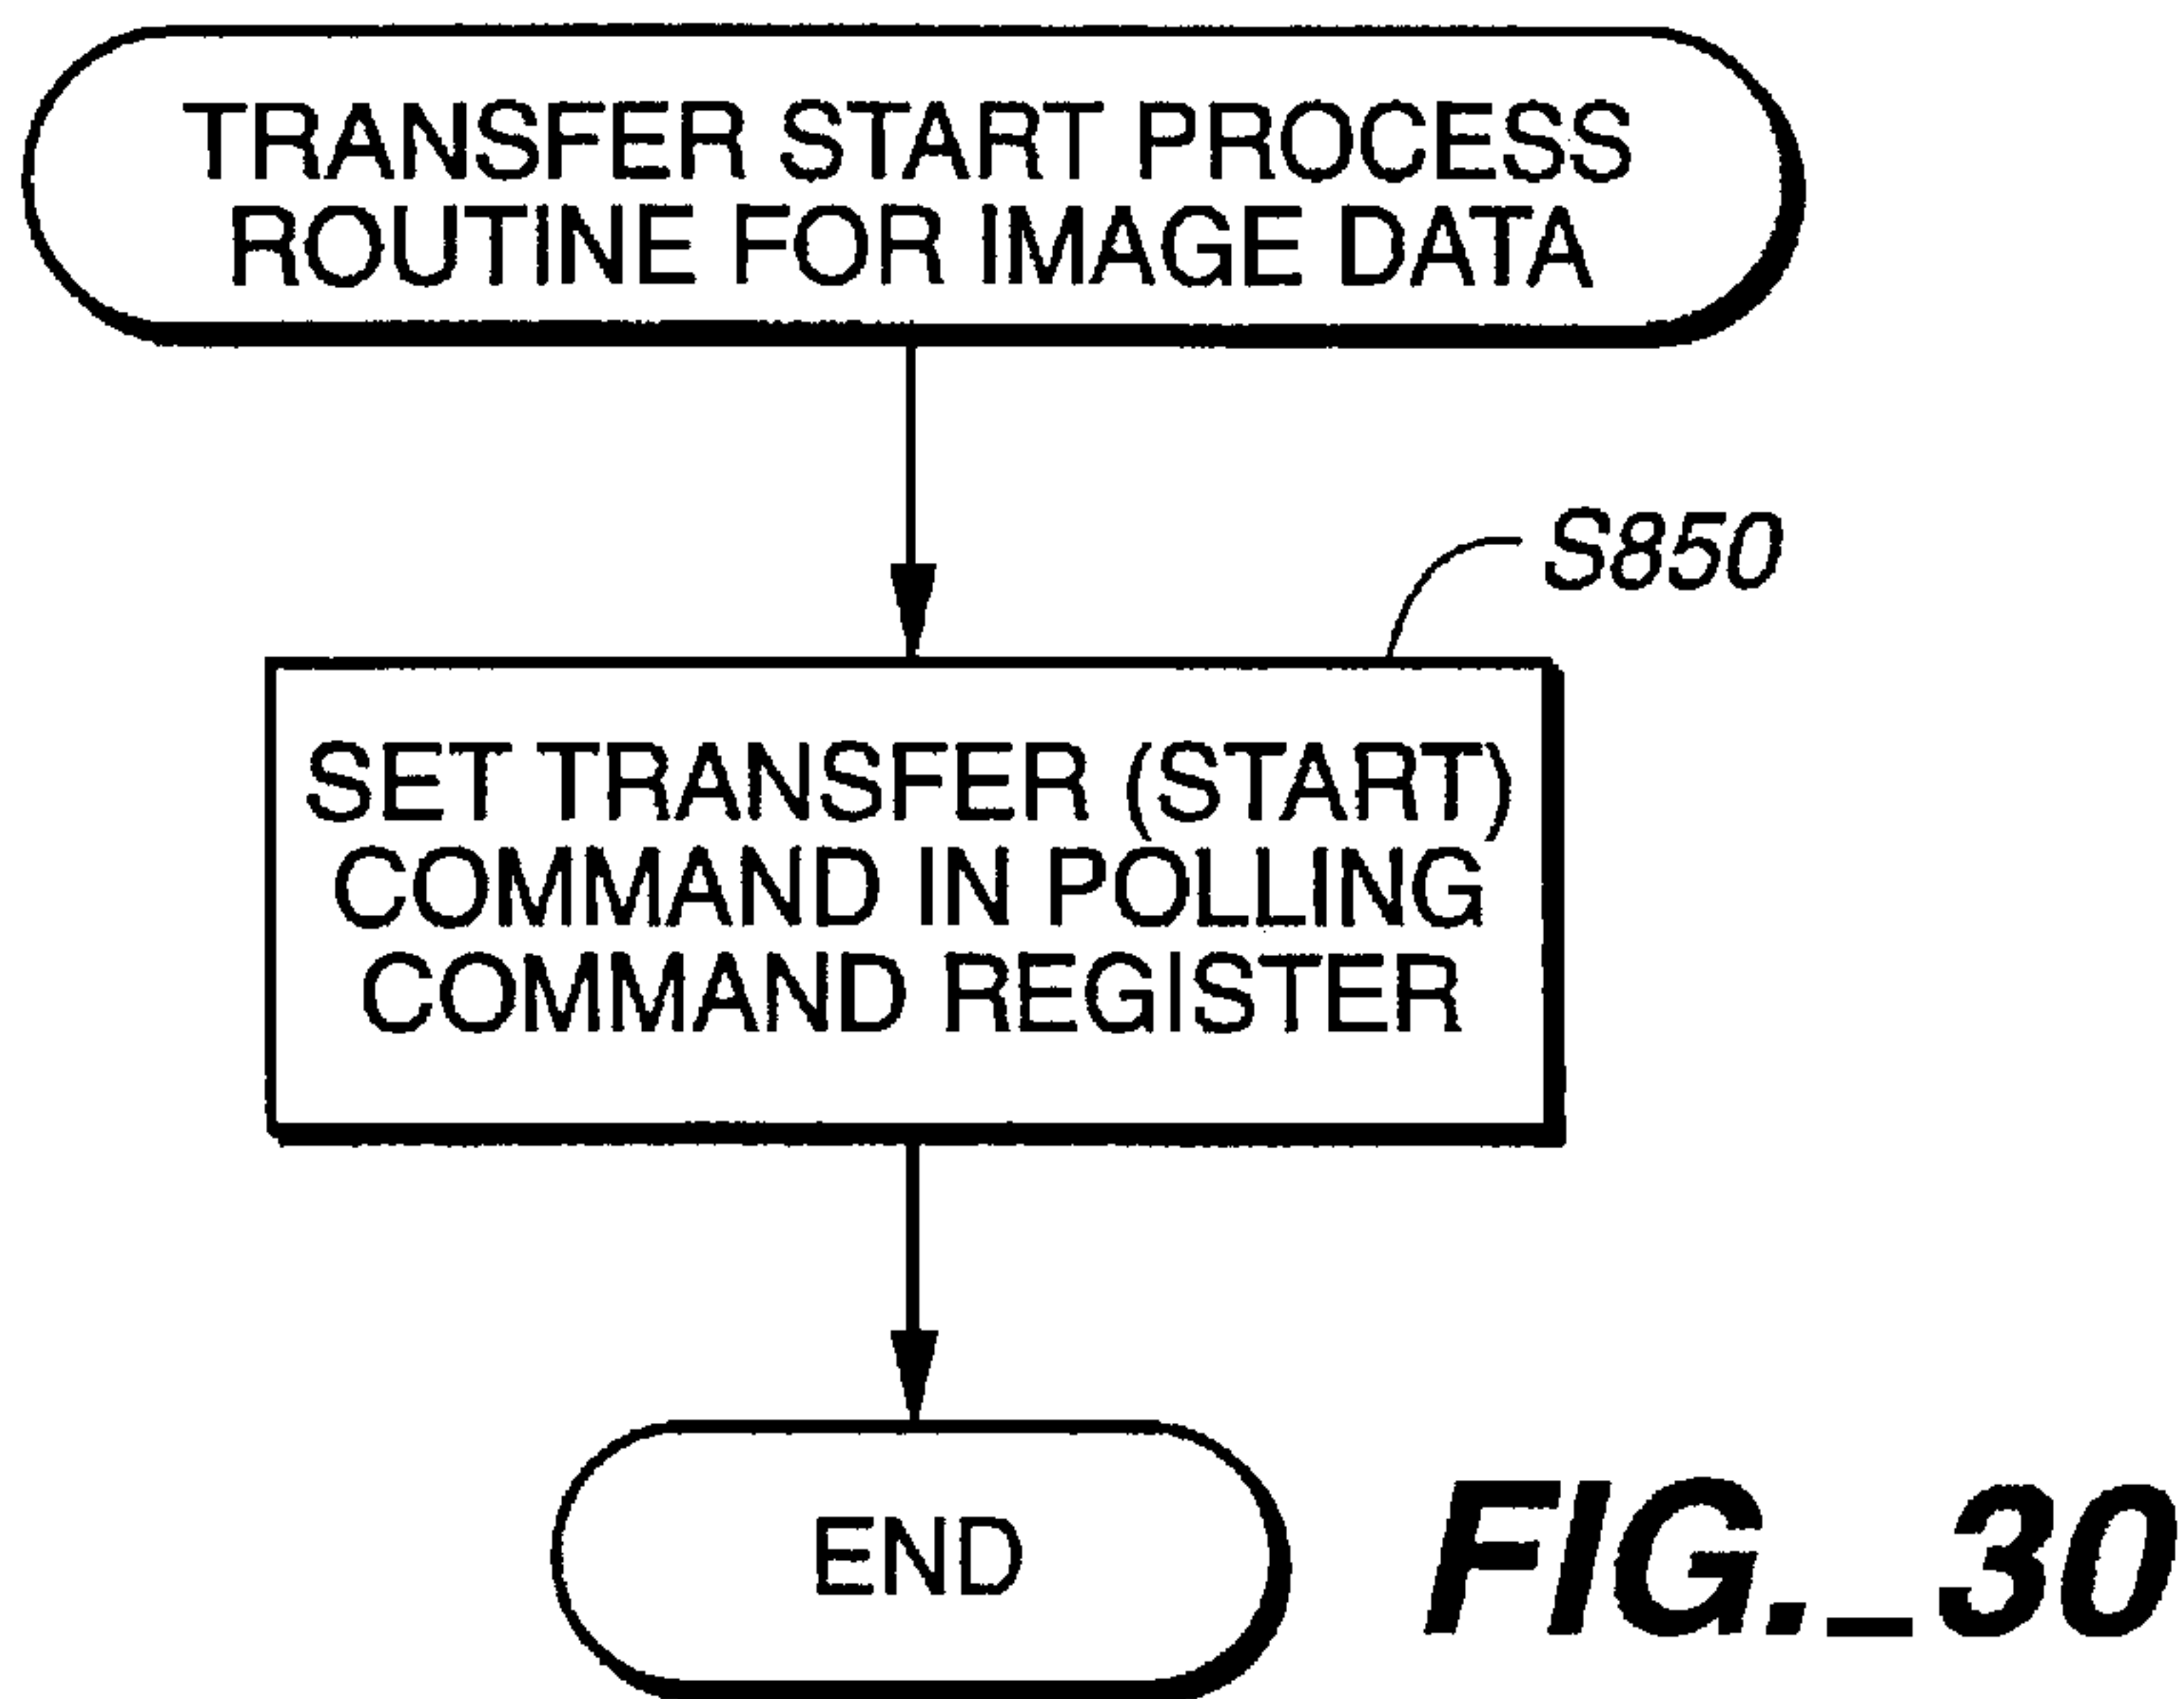 TRANSFER START PROCESS
ROUTINE FOR IMAGE DATA
S850
SET TRANSFER (START)
COMMAND IN POLLING
COMMAND REGISTER
END
FIG._30